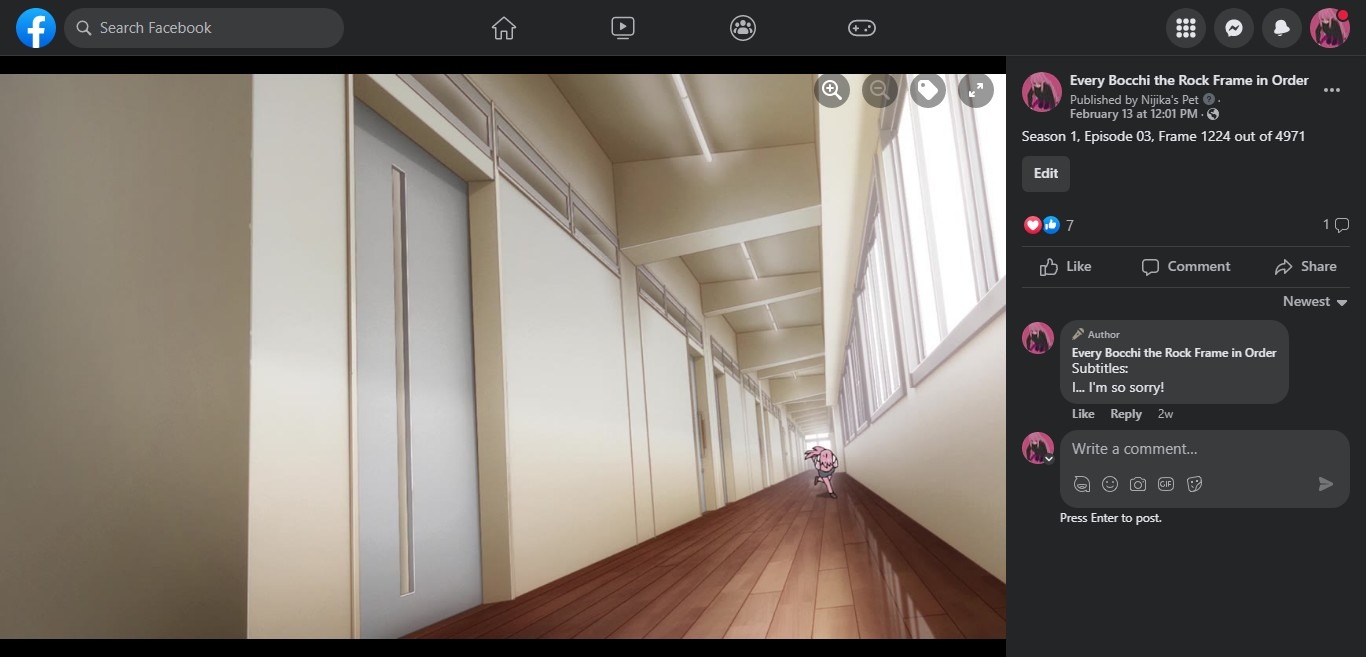 Search Facebook
Every Bocchi the Rock Frame in Order
Published by Nijika's Pet ? ·
February 13 at 12:01 PM ·
Season 1, Episode 03, Frame 1224 out of 4971
Edit
7
1
Like
Comment
Share
Newest
Author
Every Bocchi the Rock Frame in Order
Subtitles:
I... I'm so sorry!
Like Reply 2w
Write a comment...
GIF
Press Enter to post.